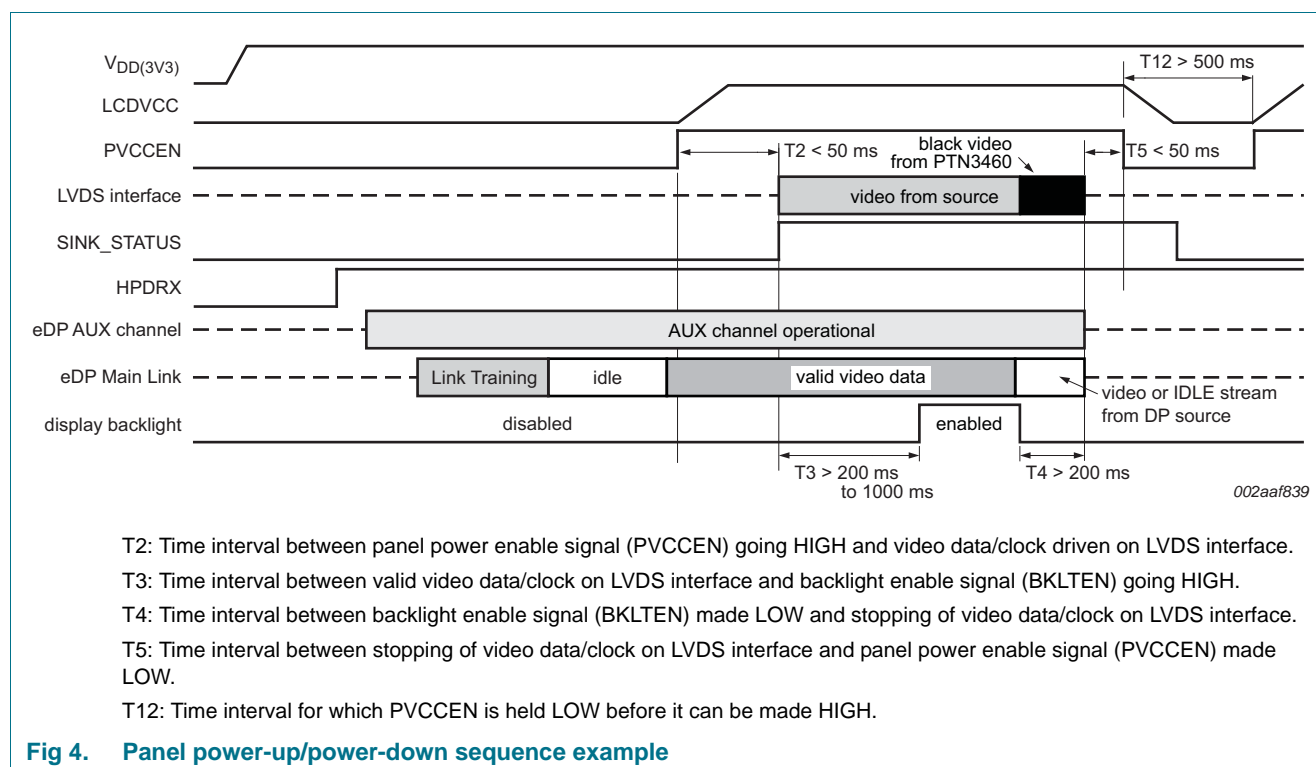 VDD(3V3)
T12 > 500 ms
LCDVCC
PVCCEN
T2 < 50 ms
black video
from PTN3460
T5 < 50 ms
LVDS interface
video from source
SINK_STATUS
HPDRX
eDP AUX channel
AUX channel operational
eDP Main Link
Link Training
idle
valid video data
video or IDLE stream
from DP source
display backlight
disabled
enabled
T3 > 200 ms
to 1000 ms
T4 > 200 ms
002aaf839
T2: Time interval between panel power enable signal (PVCCEN) going HIGH and video data/clock driven on LVDS interface.
T3: Time interval between valid video data/clock on LVDS interface and backlight enable signal (BKLTEN) going HIGH.
T4: Time interval between backlight enable signal (BKLTEN) made LOW and stopping of video data/clock on LVDS interface.
T5: Time interval between stopping of video data/clock on LVDS interface and panel power enable signal (PVCCEN) made
LOW.
T12: Time interval for which PVCCEN is held LOW before it can be made HIGH.
Fig 4. Panel power-up/power-down sequence example